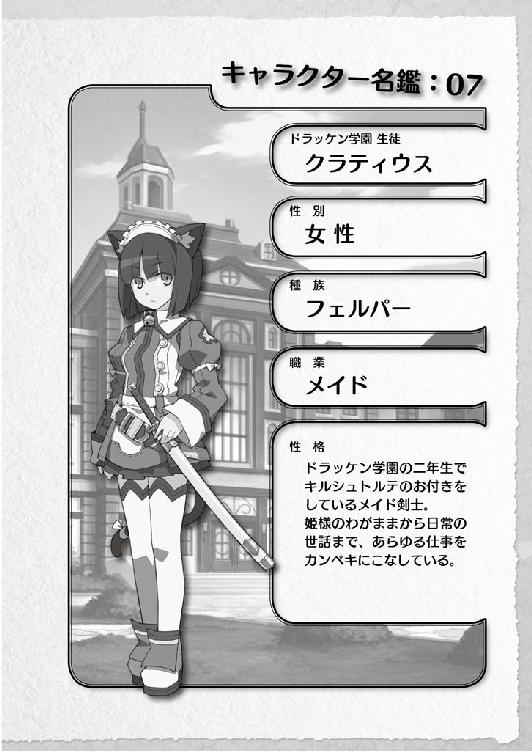 キャラクター名鑑：07
ドラッケン学園 生徒
クラティウス
性 別
女 性
種 族
フェルパー
職 業
メイド
性 格
ドラッケン学園の二年生で
キルシュトルテのお付きを
しているメイド剣士。
姫様のわがままから日常の
世話まで、あらゆる仕事を
カンペキにこなしている。